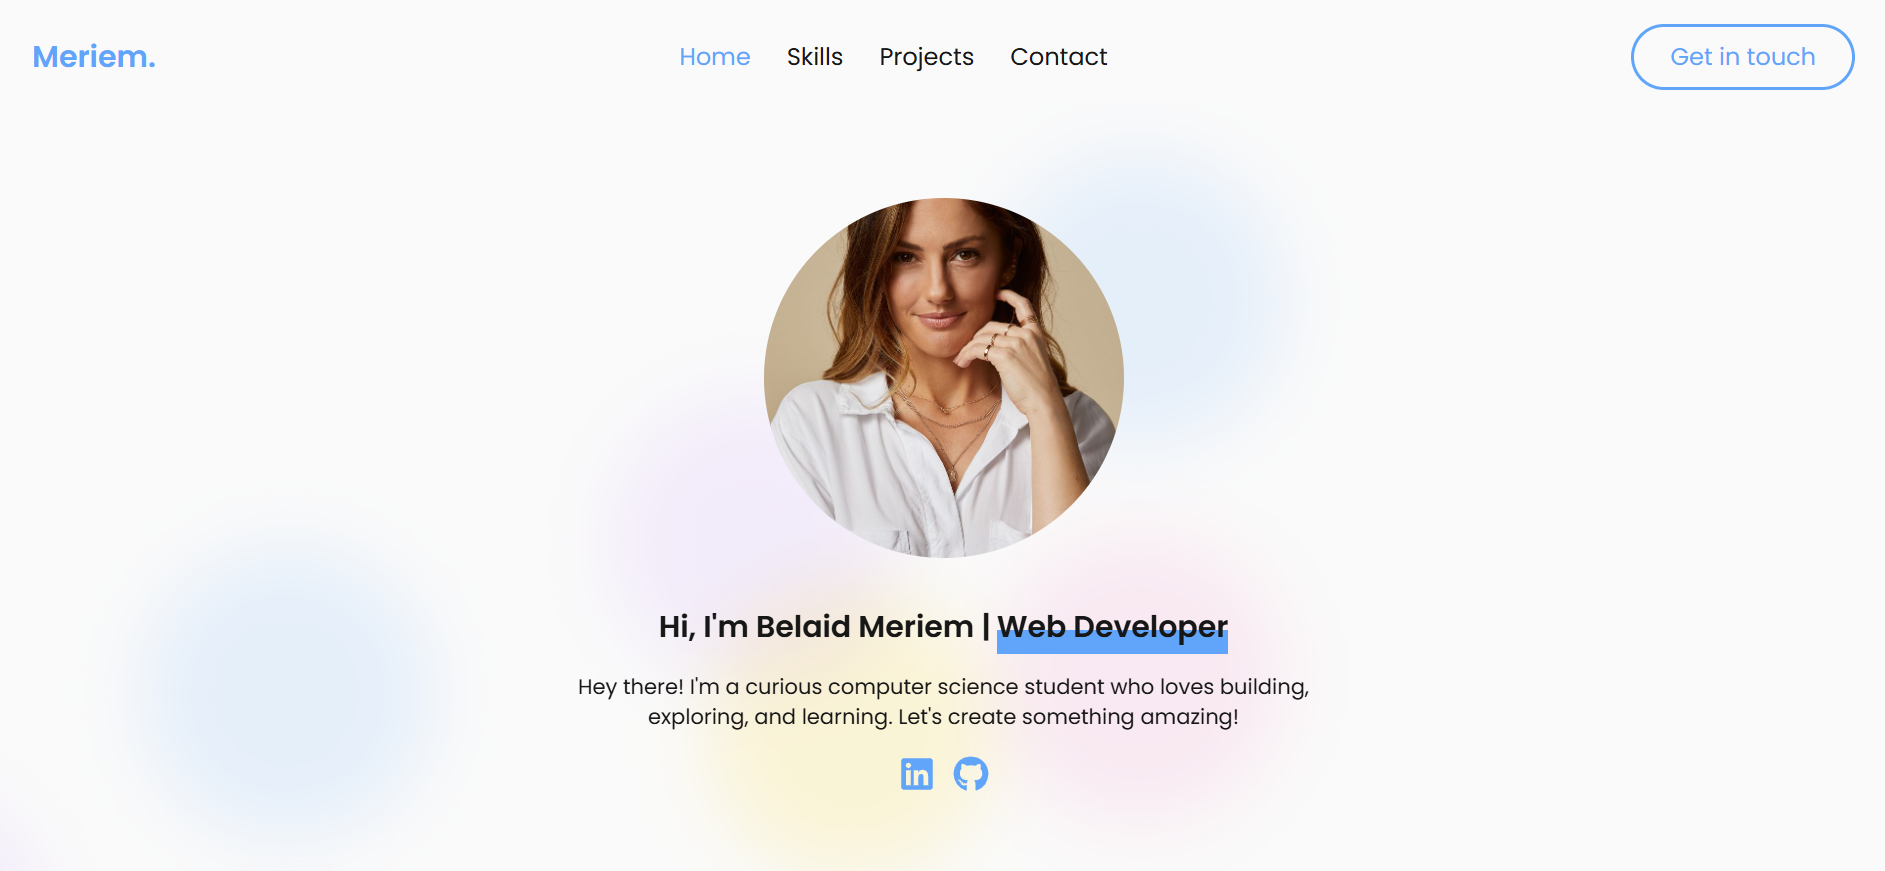 Meriem.
Home Skills Projects Contact
Get in touch
Hi, I'm Belaid Meriem | Web Developer
Hey there! I'm a curious computer science student who loves building,
exploring, and learning. Let's create something amazing!
in